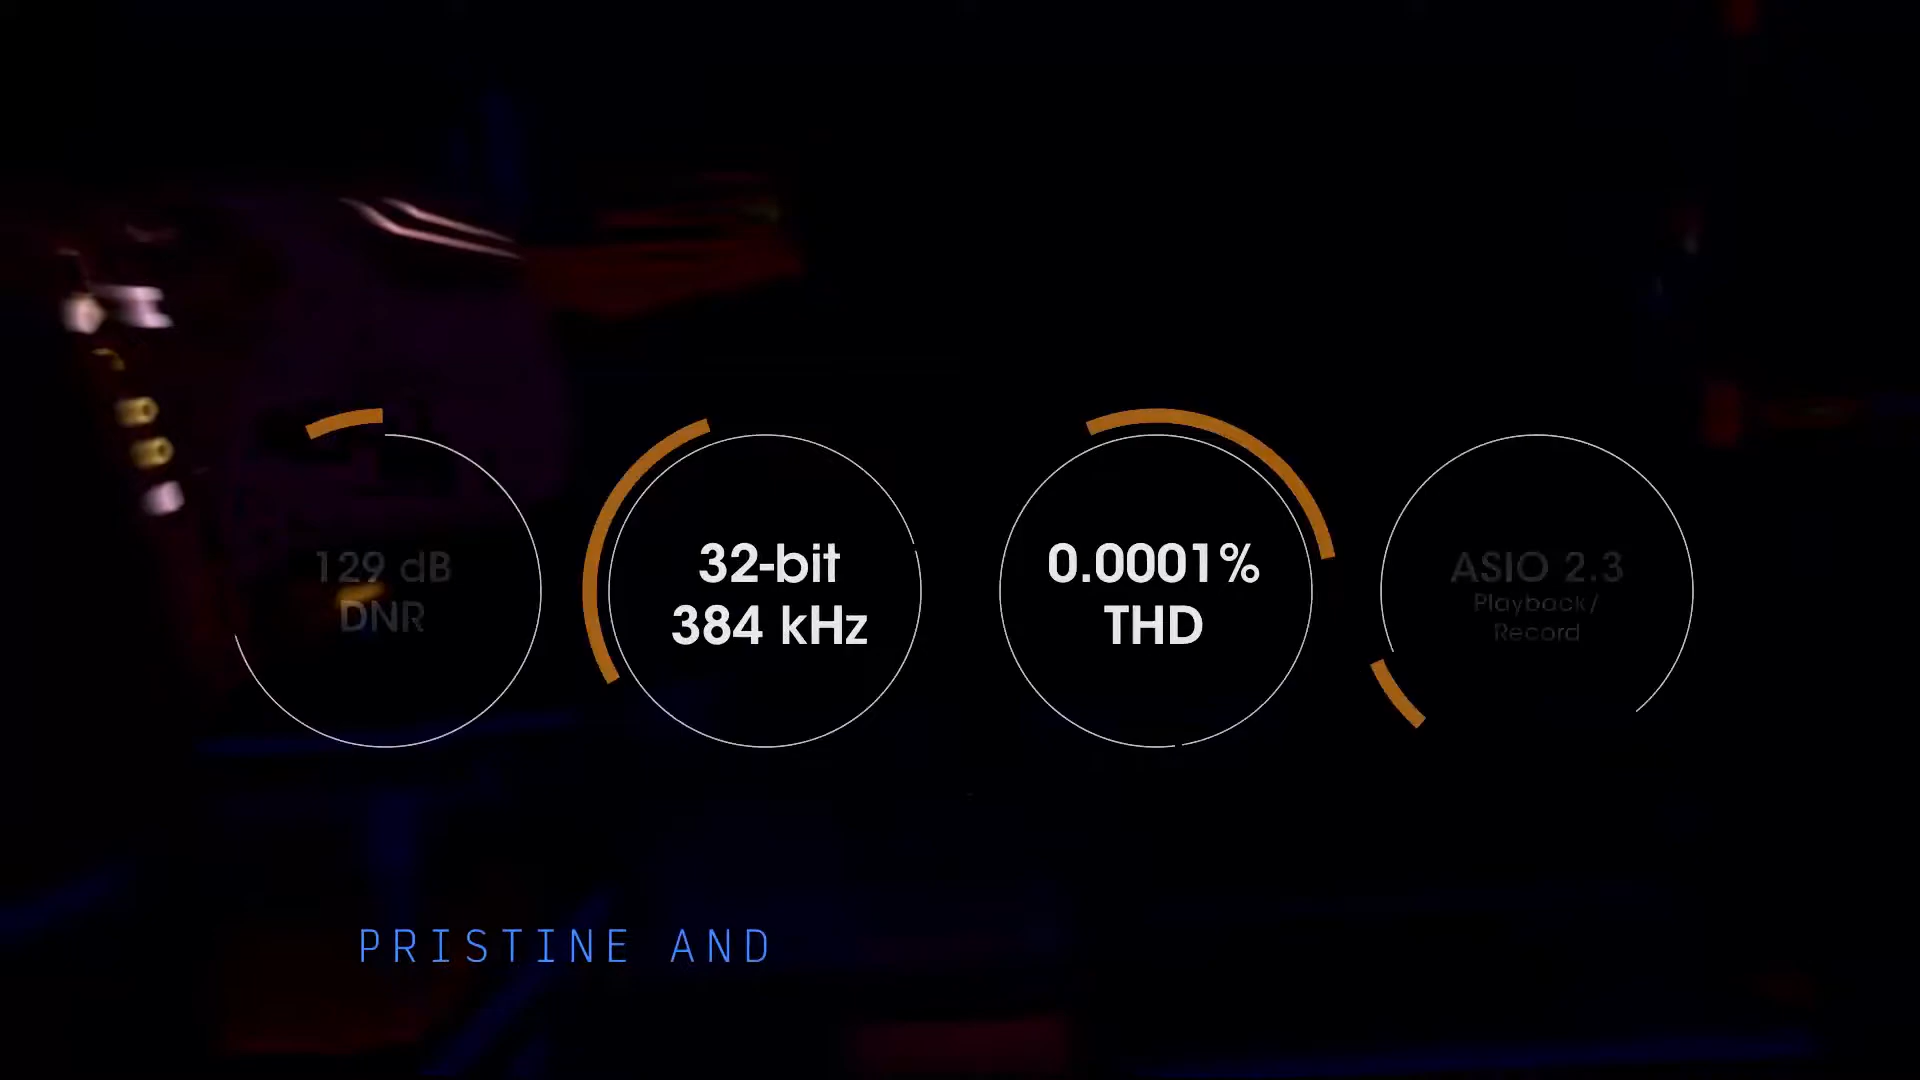 129 dB
DNR
32-bit
384 kHz
0.0001%
THD
ASIO 2.3
Playback/
Record
PRISTINE AND